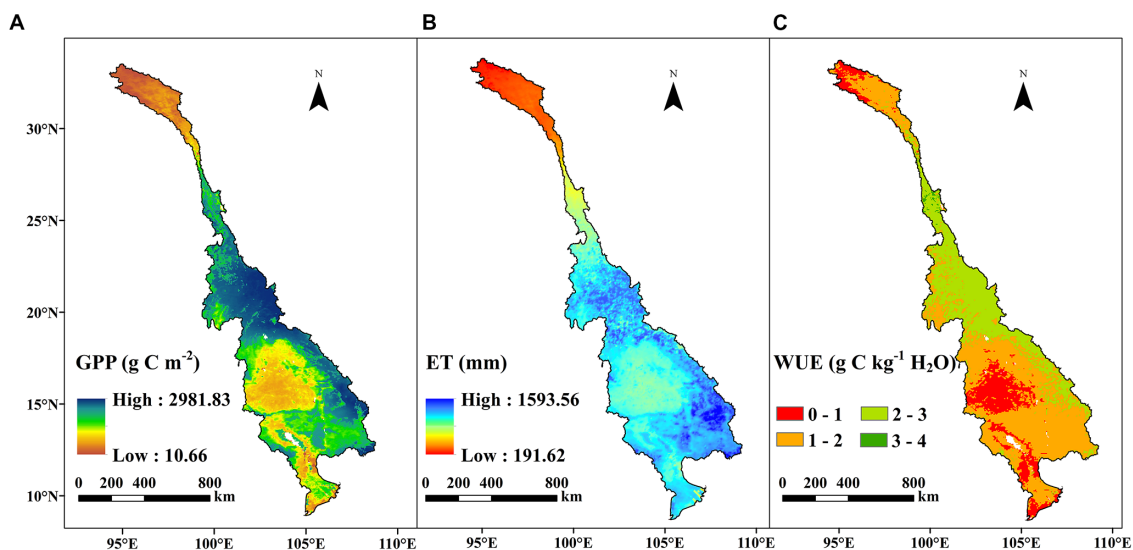 A
B
C
N
N
N
30°N
25°N
20°N
15°N
10°N
GPP (g C m⁻²)
High : 2981.83
Low : 10.66
0 200 400 800
km
ET (mm)
High : 1593.56
Low : 191.62
0 200 400 800
km
WUE (g C kg⁻¹ H₂O)
0 - 1 2 - 3
1 - 2 3 - 4
0 200 400 800
km
95°E 100°E 105°E 110°E 95°E 100°E 105°E 110°E 95°E 100°E 105°E 110°E